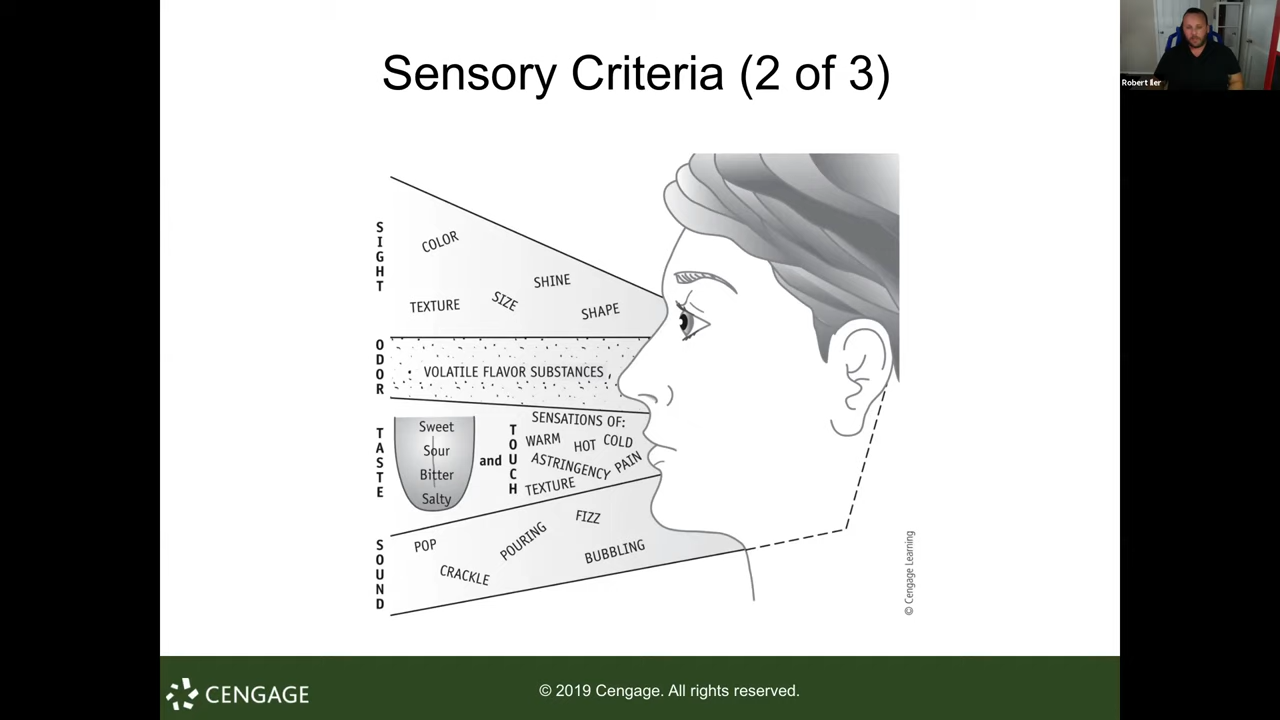 Sensory Criteria (2 of 3)
SIGHT
COLOR
SHINE
TEXTURE
SIZE
SHAPE
ODOR
VOLATILE FLAVOR SUBSTANCES
TASTE
Sweet
Sour
Bitter
Salty
and
TOUCH
SENSATIONS OF:
WARM
HOT
COLD
ASTRINGENCY
PAIN
TEXTURE
SOUND
POP
POURING
FIZZ
CRACKLE
BUBBLING
© Cengage Learning
CENGAGE
© 2019 Cengage. All rights reserved.
Robert